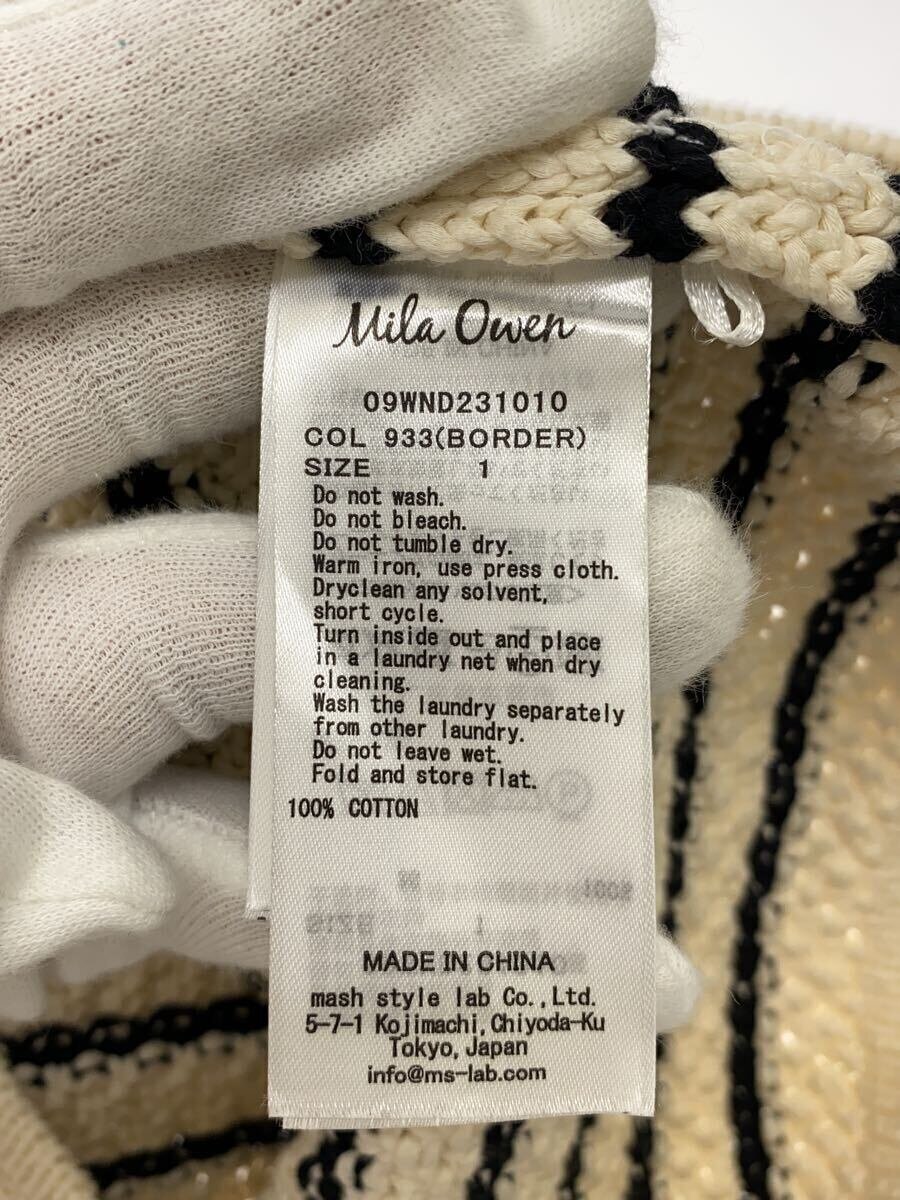 Mila Owen
09WND231010
COL 933(BORDER)
SIZE 1
Do not wash.
Do not bleach.
Do not tumble dry.
Warm iron, use press cloth.
Dryclean any solvent,
short cycle.
Turn inside out and place
in a laundry net when dry
cleaning.
Wash the laundry separately
from other laundry.
Do not leave wet.
Fold and store flat.
100% COTTON
MADE IN CHINA
mash style lab Co.,Ltd.
5-7-1 Kojimachi,Chiyoda-Ku
Tokyo,Japan
info@ms-lab.com